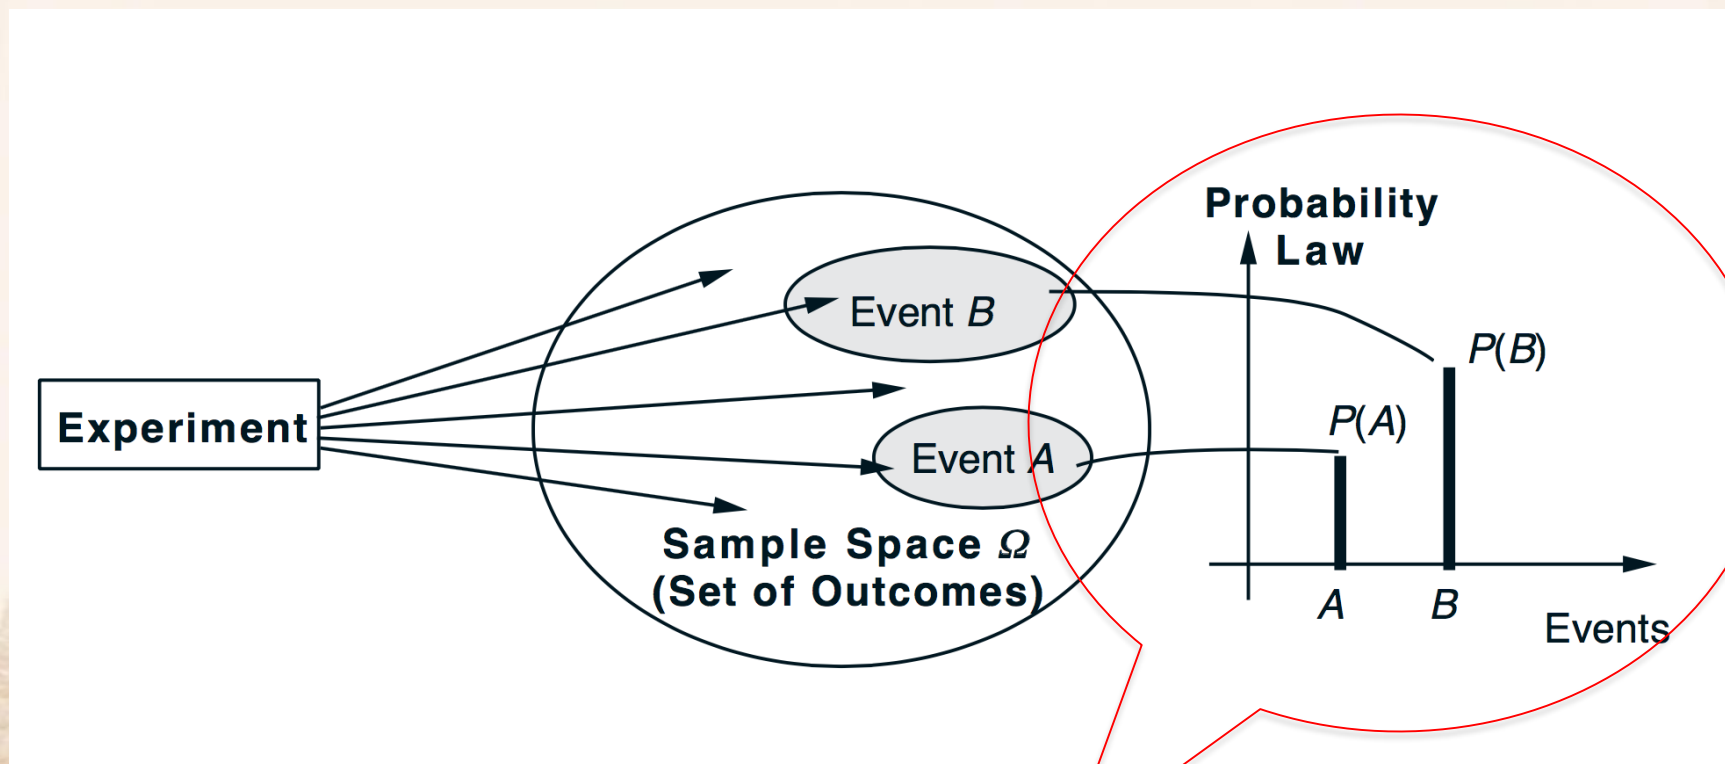 Experiment
Event B
Event A
Sample Space Ω
(Set of Outcomes)
Probability
Law
P(B)
P(A)
A
B
Events